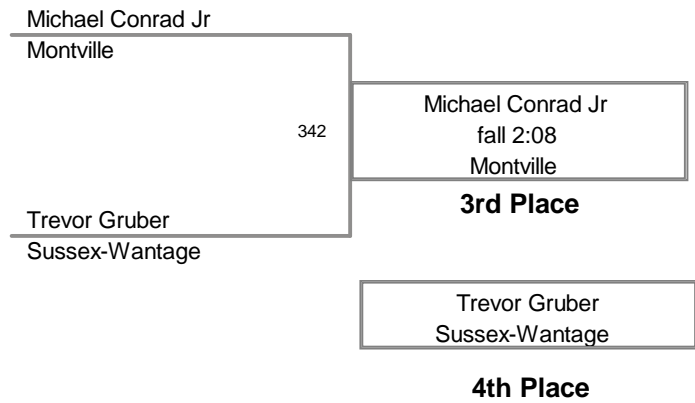 Michael Conrad Jr
Montville
342
Michael Conrad Jr
fall 2:08
Montville
3rd Place
Trevor Gruber
Sussex-Wantage
Trevor Gruber
Sussex-Wantage
4th Place